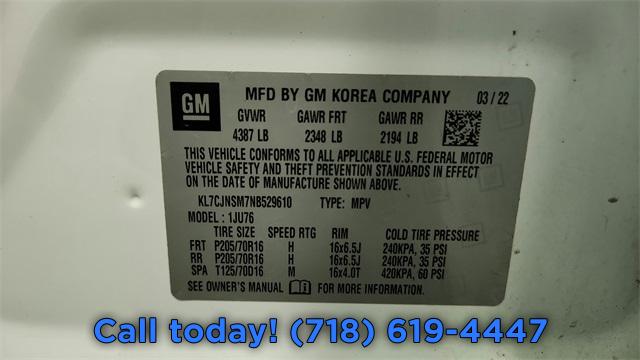 GM MFD BY GM KOREA COMPANY 03/22
GVWR GAWR FRT GAWR RR
4387 LB 2348 LB 2194 LB
THIS VEHICLE CONFORMS TO ALL APPLICABLE U.S. FEDERAL MOTOR
VEHICLE SAFETY AND THEFT PREVENTION STANDARDS IN EFFECT
ON THE DATE OF MANUFACTURE SHOWN ABOVE.
KL7CJNSM7NB529610 TYPE: MPV
MODEL : 1JU76
TIRE SIZE SPEED RTG RIM COLD TIRE PRESSURE
FRT P205/70R16 H 16x6.5J 240KPA, 35 PSI
RR P205/70R16 H 16x6.5J 240KPA, 35 PSI
SPA T125/70D16 M 16x4.0T 420KPA, 60 PSI
SEE OWNER'S MANUAL FOR MORE INFORMATION.
Call today! (718) 619-4447